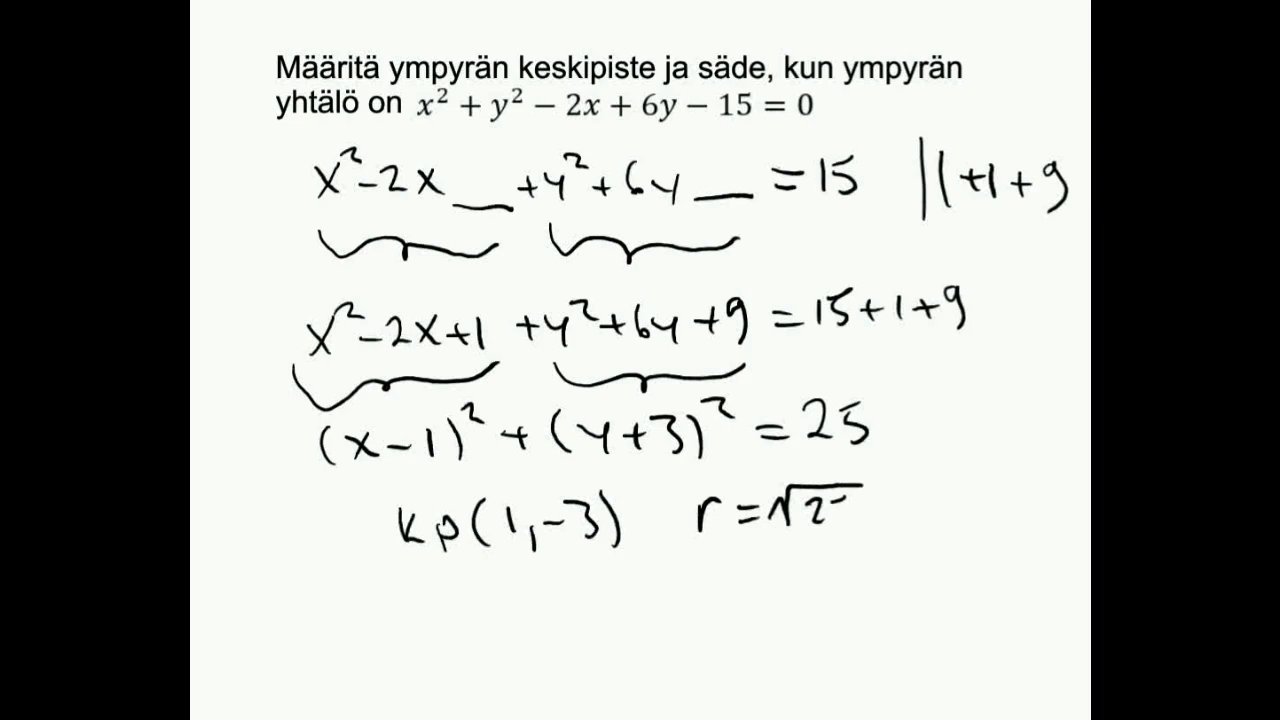 Määritä ympyrän keskipiste ja säde, kun ympyrän
yhtälö on x² + y² − 2x + 6y − 15 = 0
x²-2x __ +y²+6y __ =15 ||+1+9
x²-2x+1 +y²+6y+9 =15+1+9
(x-1)²+(y+3)² =25
kp(1,-3) r=√2